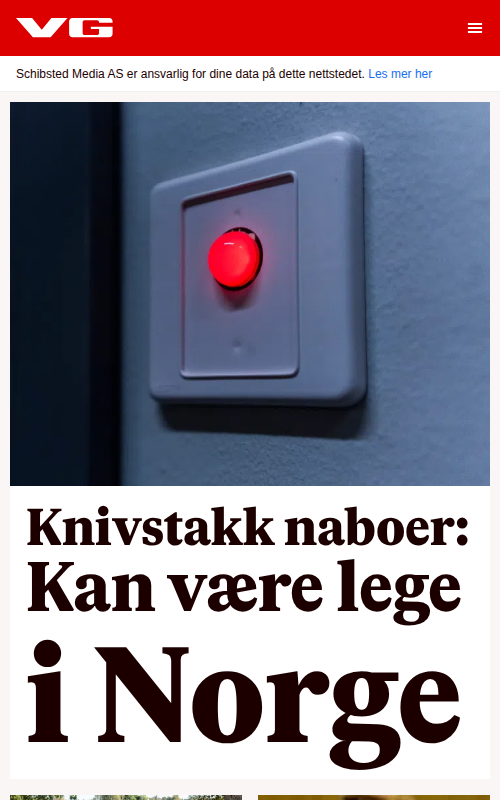 VG
Schibsted Media AS er ansvarlig for dine data på dette nettstedet. Les mer her
Knivstakk naboer:
Kan være lege
i Norge